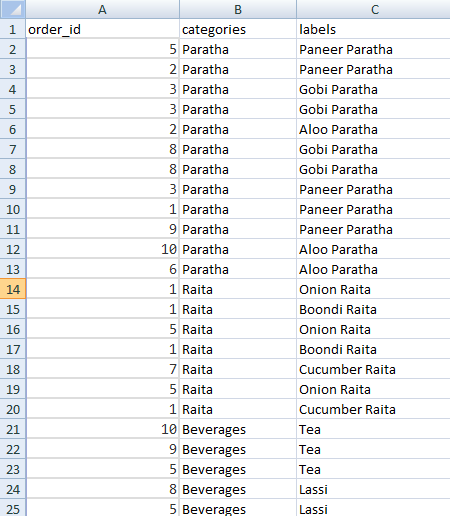 A B C
1 order_id categories labels
2 5 Paratha Paneer Paratha
3 2 Paratha Paneer Paratha
4 3 Paratha Gobi Paratha
5 3 Paratha Gobi Paratha
6 2 Paratha Aloo Paratha
7 8 Paratha Gobi Paratha
8 8 Paratha Gobi Paratha
9 3 Paratha Paneer Paratha
10 1 Paratha Paneer Paratha
11 9 Paratha Paneer Paratha
12 10 Paratha Aloo Paratha
13 6 Paratha Aloo Paratha
14 1 Raita Onion Raita
15 1 Raita Boondi Raita
16 5 Raita Onion Raita
17 1 Raita Boondi Raita
18 7 Raita Cucumber Raita
19 5 Raita Onion Raita
20 1 Raita Cucumber Raita
21 10 Beverages Tea
22 9 Beverages Tea
23 5 Beverages Tea
24 8 Beverages Lassi
25 5 Beverages Lassi